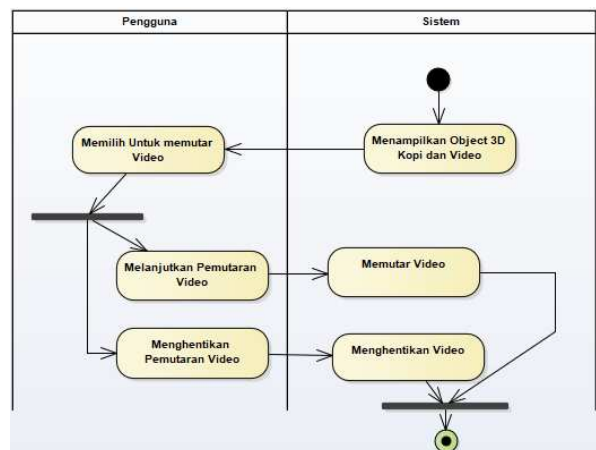 Pengguna
Sistem
Menampilkan Object 3D
Kopi dan Video
Memilih Untuk memutar
Video
Melanjutkan Pemutaran
Video
Memutar Video
Menghentikan
Pemutaran Video
Menghentikan Video